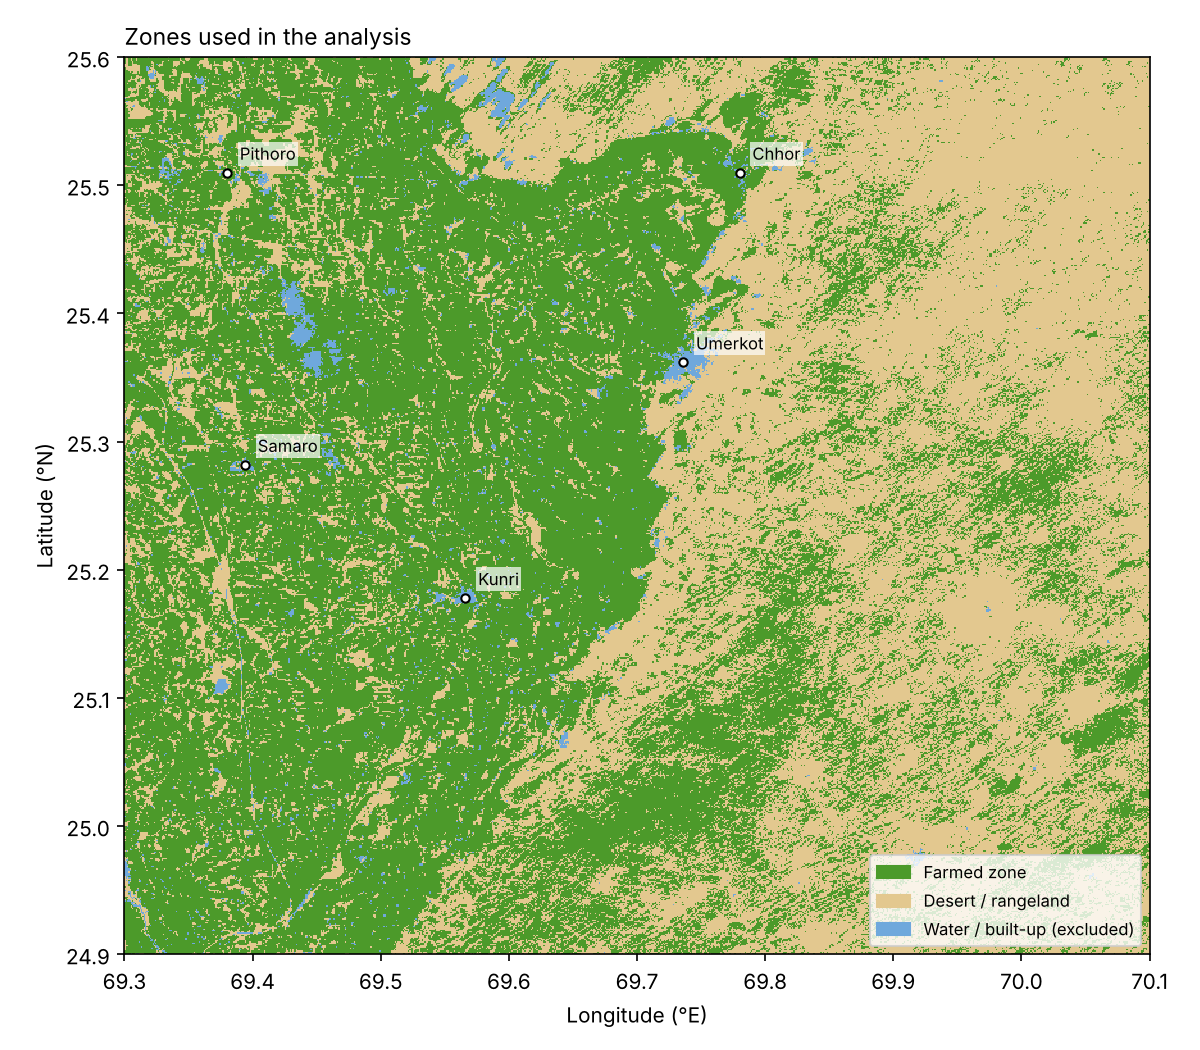 Zones used in the analysis
25.6
25.5
25.4
25.3
25.2
25.1
25.0
24.9
Latitude (°N)
Pithoro
Chhor
Umerkot
Samaro
Kunri
Farmed zone
Desert / rangeland
Water / built-up (excluded)
69.3 69.4 69.5 69.6 69.7 69.8 69.9 70.0 70.1
Longitude (°E)